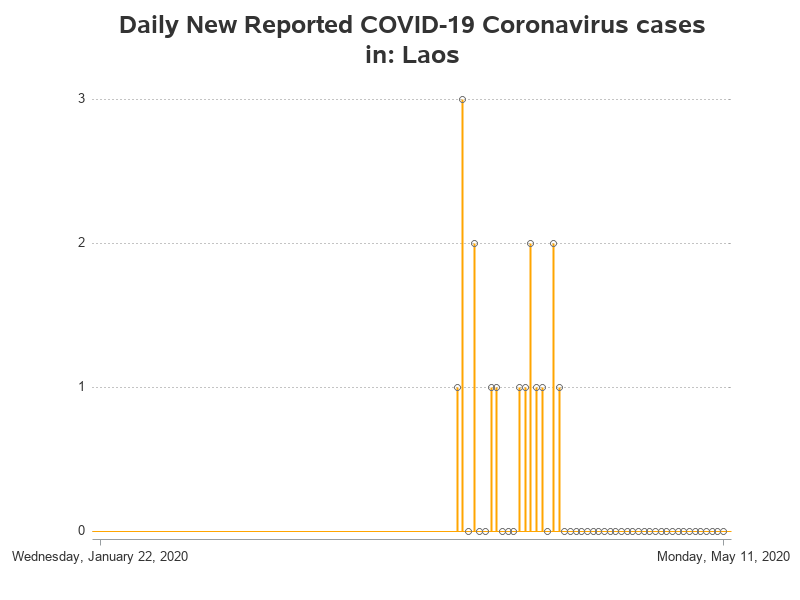 Daily New Reported COVID-19 Coronavirus cases
in: Laos
3
2
1
0
Wednesday, January 22, 2020
Monday, May 11, 2020